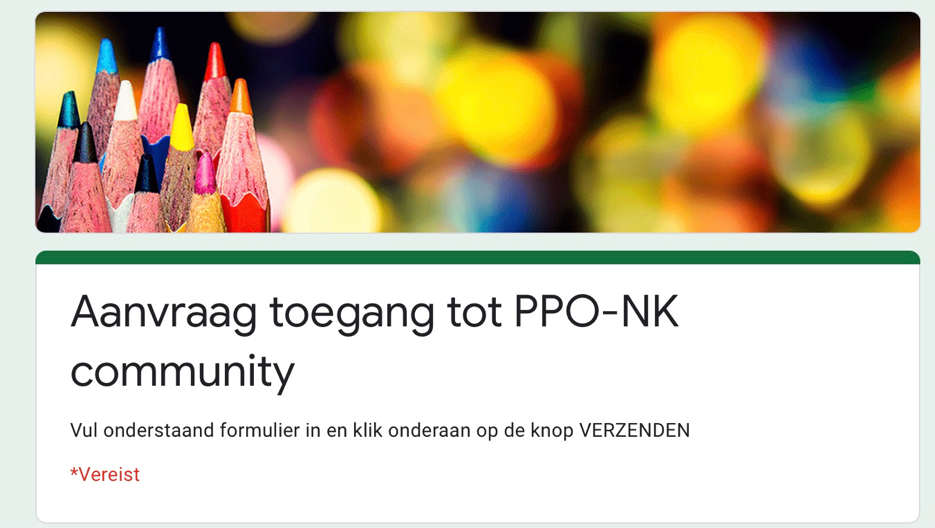 Aanvraag toegang tot PPO-NK
community
Vul onderstaand formulier in en klik onderaan op de knop VERZENDEN
*Vereist